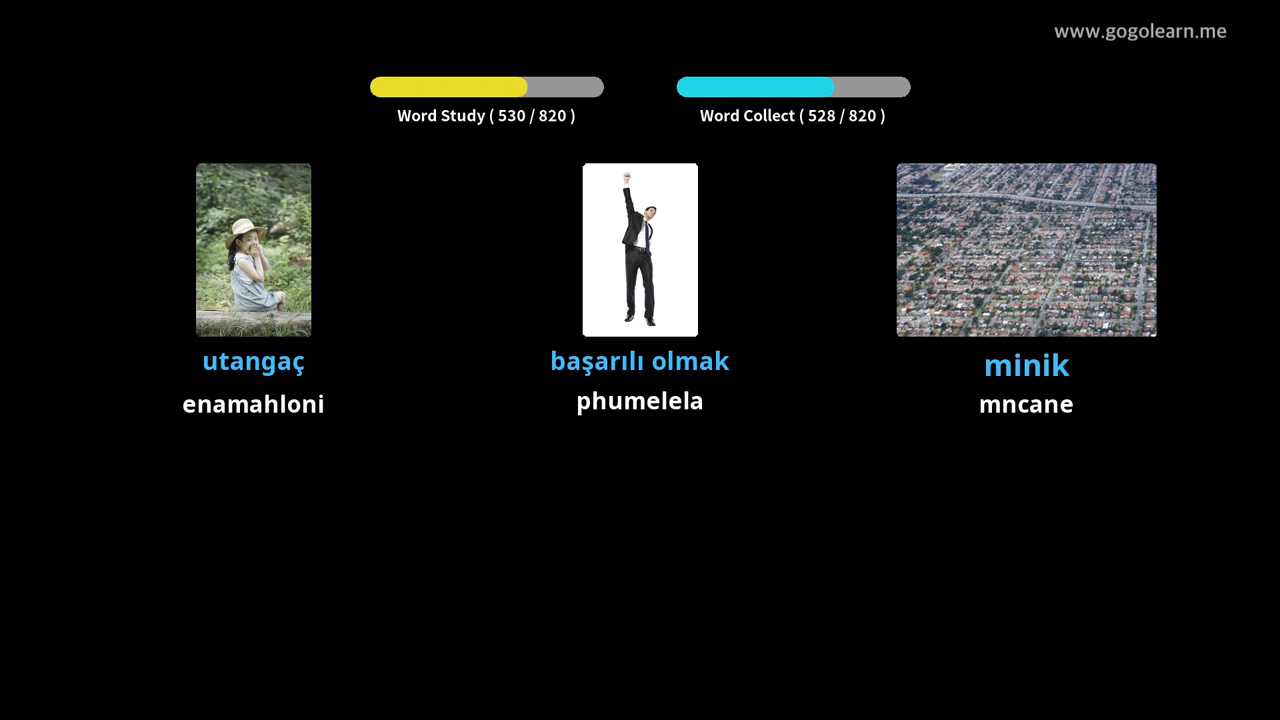 www.gogolearn.me
Word Study ( 530 / 820 )
Word Collect ( 528 / 820 )
utangaç
enamahloni
başarılı olmak
phumelela
minik
mncane